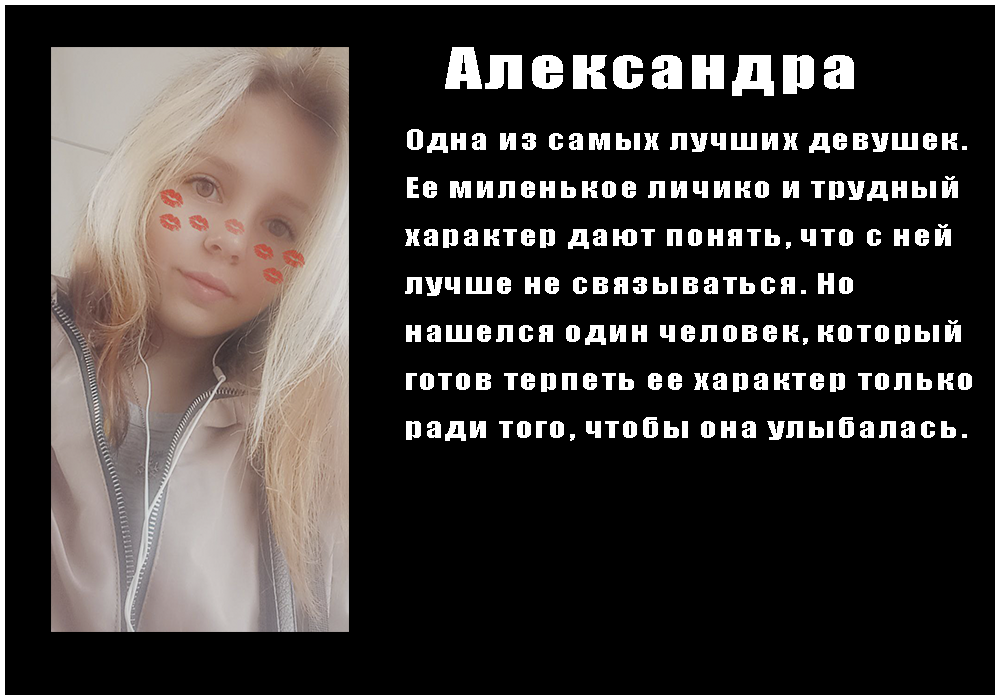 Александра
Одна из самых лучших девушек.
Ее миленькое личико и трудный
характер дают понять, что с ней
лучше не связываться. Но
нашелся один человек, который
готов терпеть ее характер только
ради того, чтобы она улыбалась.